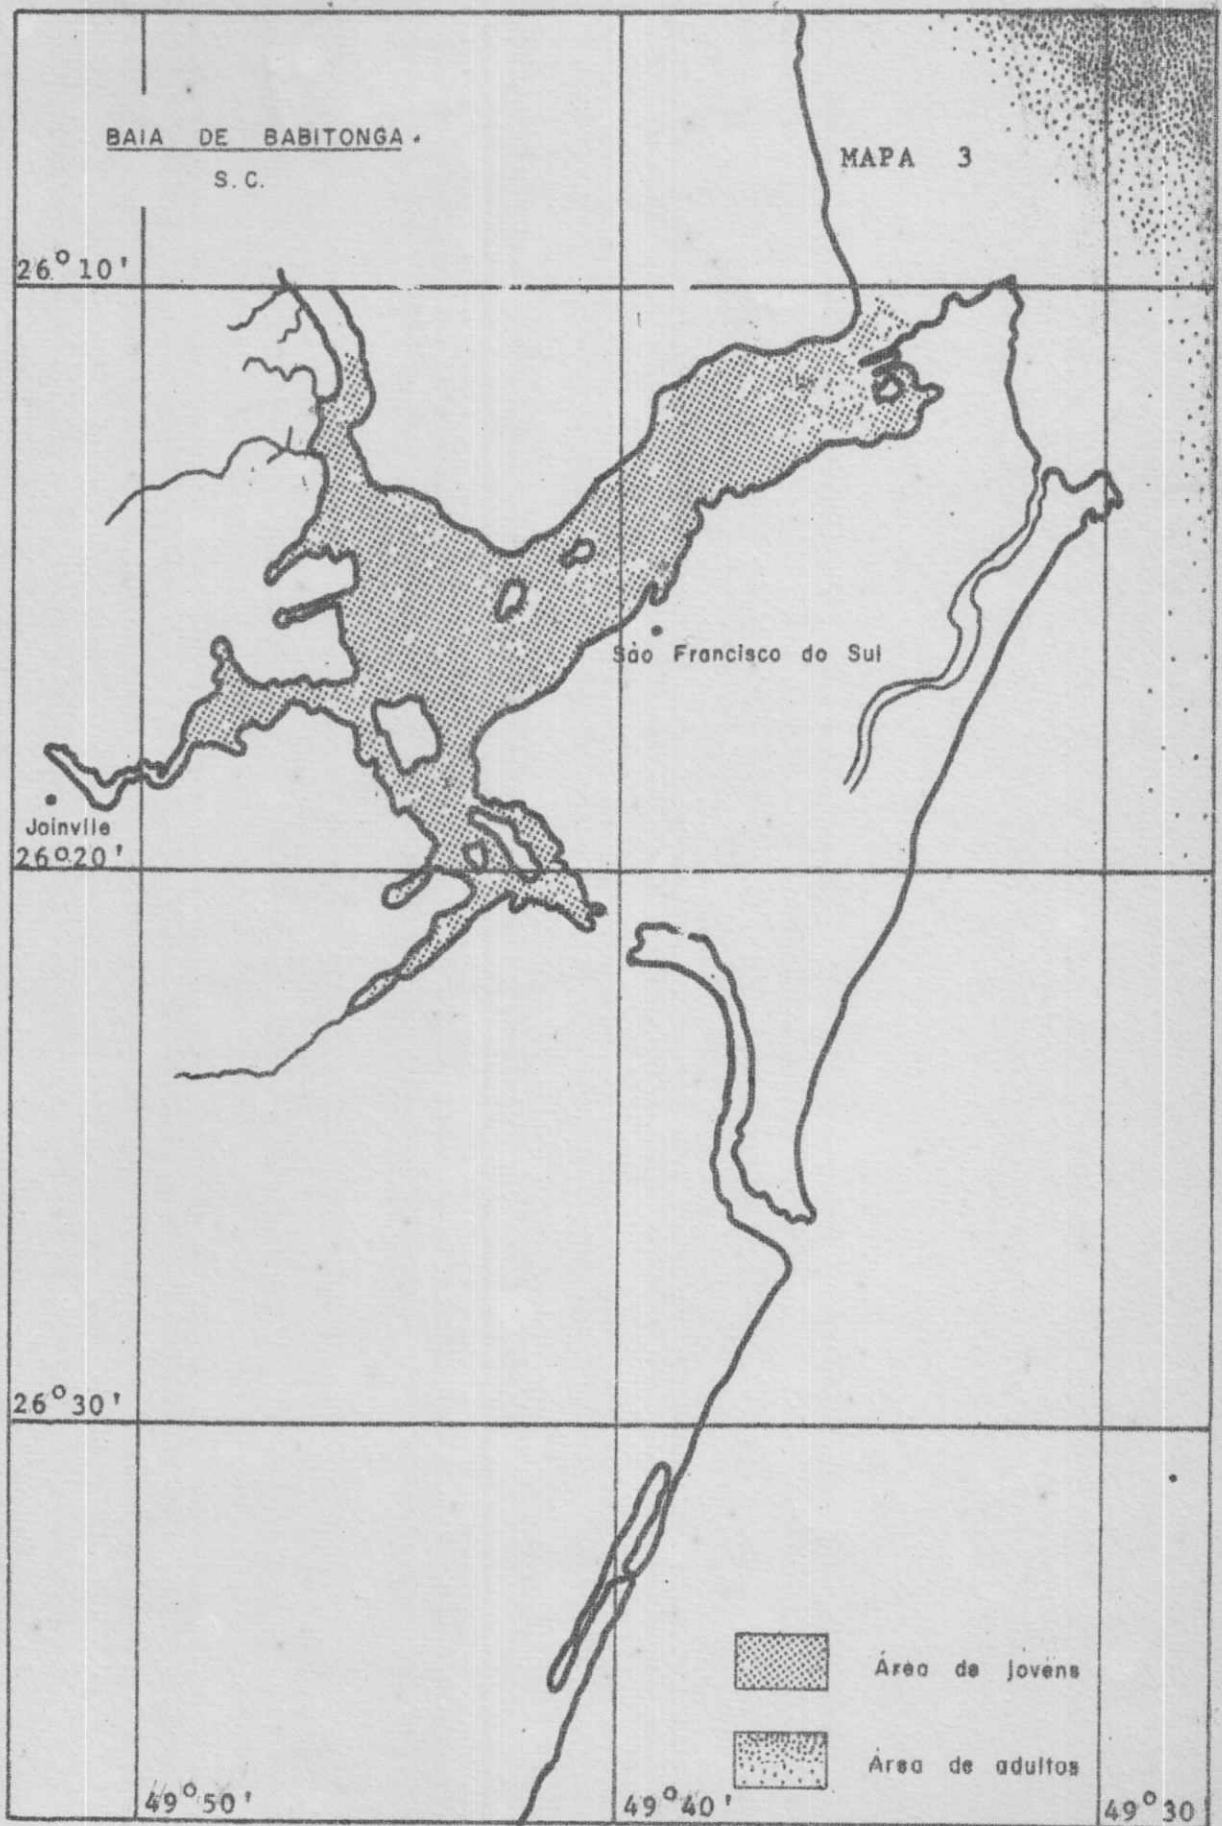 BAIA DE BABITONGA.
S.C.
MAPA 3
26° 10'
São Francisco do Sul
Joinvile
26° 20'
26° 30'
Área de jovens
Área de adultos
49° 50'
49° 40'
49° 30